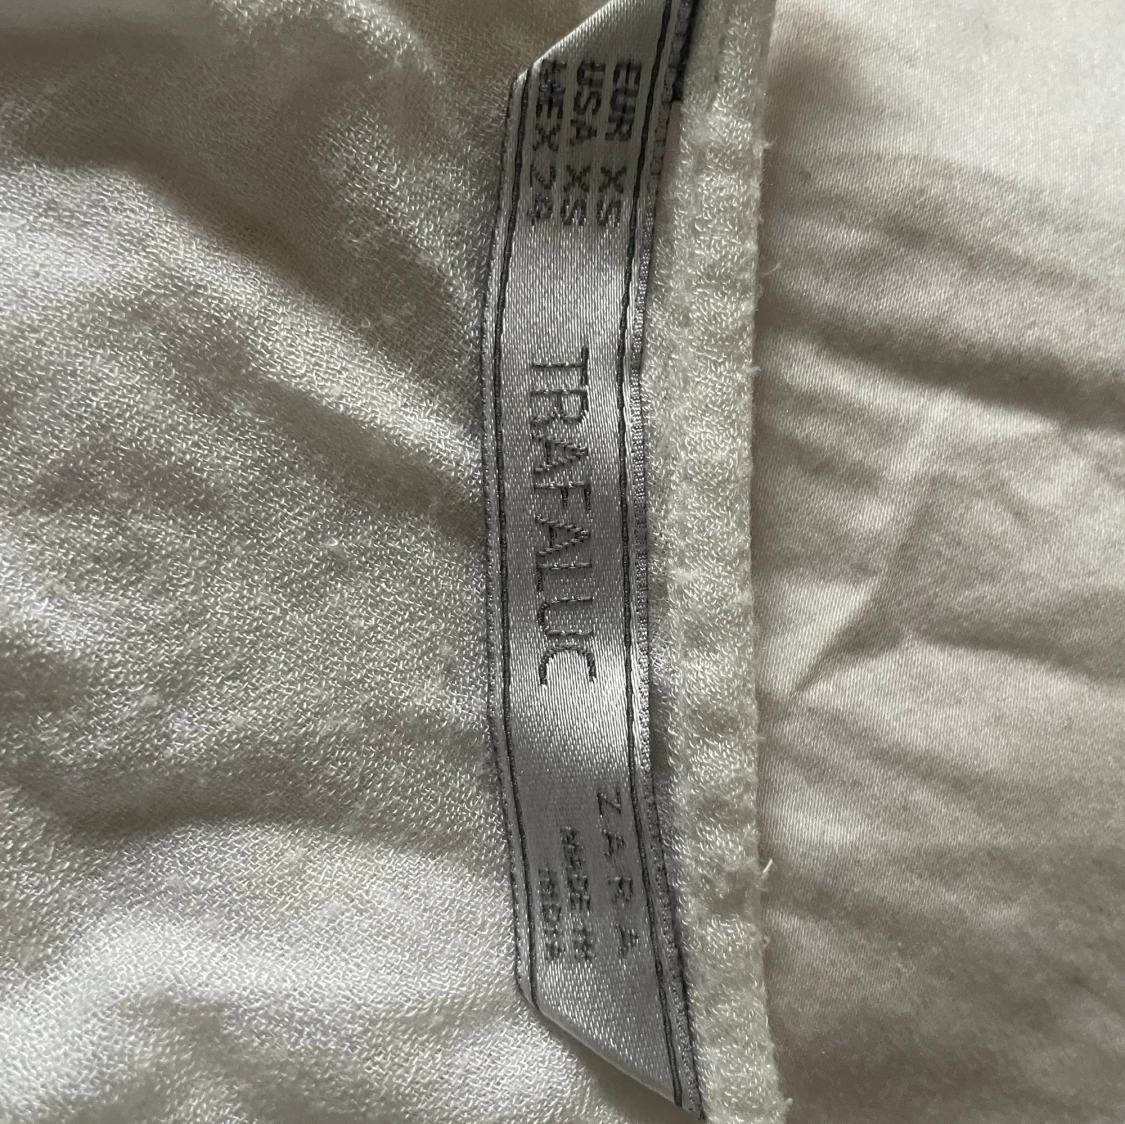 EUR XS
USA XS
MEX 24
TRAFALUC
ZARA
MADE IN
INDIA